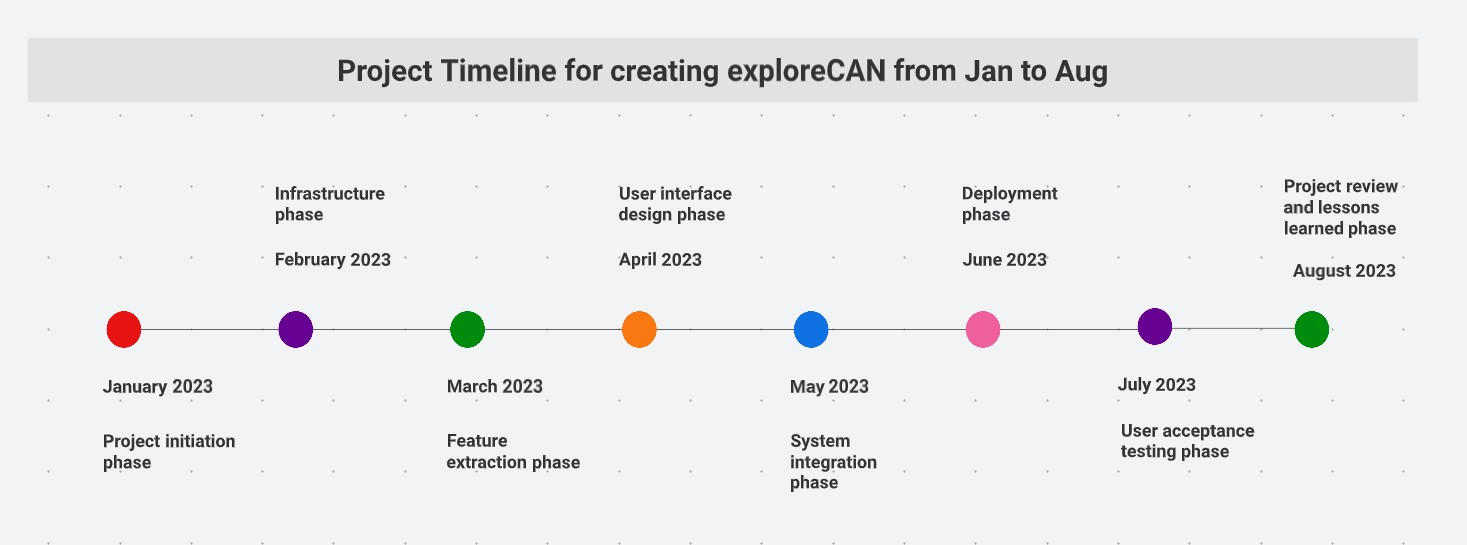 Project Timeline for creating exploreCAN from Jan to Aug
Infrastructure
phase
February 2023
User interface
design phase
April 2023
Deployment
phase
June 2023
Project review
and lessons
learned phase
August 2023
January 2023
Project initiation
phase
March 2023
Feature
extraction phase
May 2023
System
integration
phase
July 2023
User acceptance
testing phase